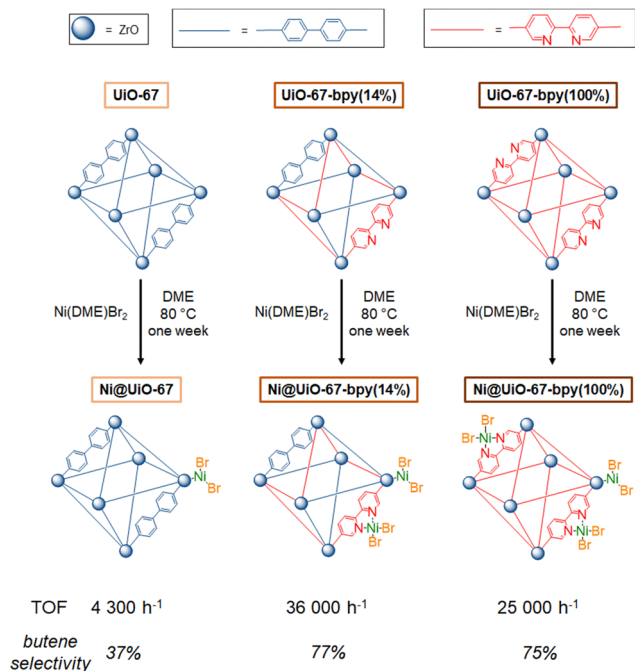 = ZrO
=
=
N
N
UiO-67
UiO-67-bpy(14%)
UiO-67-bpy(100%)
N
N
N
N
N
N
Ni(DME)Br₂
DME
80 °C
one week
Ni(DME)Br₂
DME
80 °C
one week
Ni(DME)Br₂
DME
80 °C
one week
Ni@UiO-67
Ni@UiO-67-bpy(14%)
Ni@UiO-67-bpy(100%)
Br
Ni
Br
Br
Ni
Br
N
N
Ni
Br
Br
Br
Br
Ni
N
N
Br
Ni
Br
N
N
Ni
Br
Br
TOF 4 300 h⁻¹ 36 000 h⁻¹ 25 000 h⁻¹
butene
selectivity 37% 77% 75%